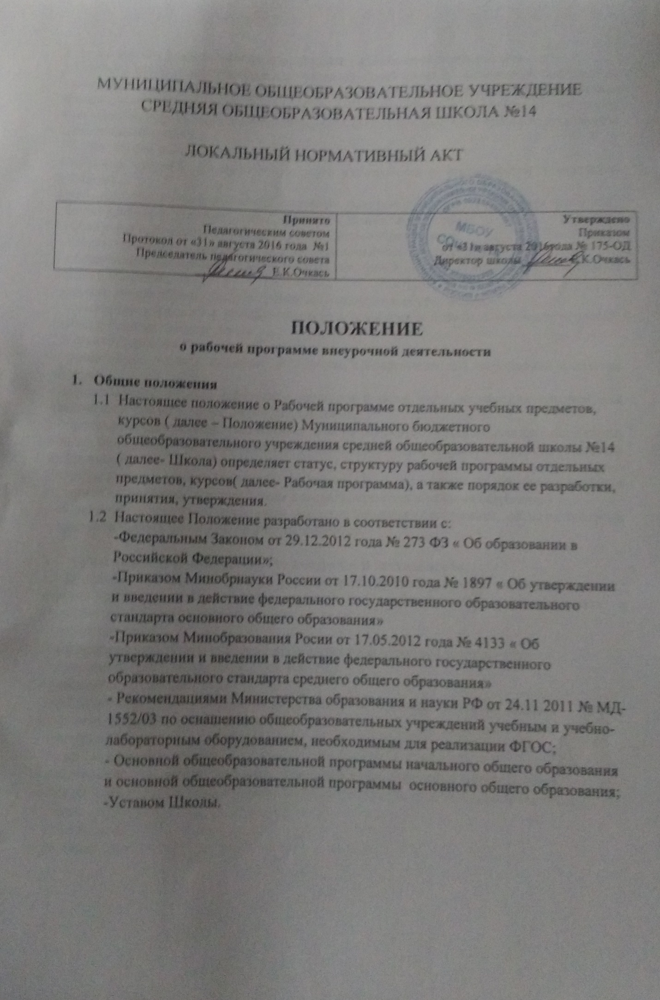 МУНИЦИПАЛЬНОЕ ОБЩЕОБРАЗОВАТЕЛЬНОЕ УЧРЕЖДЕНИЕ
СРЕДНЯЯ ОБЩЕОБРАЗОВАТЕЛЬНАЯ ШКОЛА №14
ЛОКАЛЬНЫЙ НОРМАТИВНЫЙ АКТ
Принято
Педагогическим советом
Протокол от «31» августа 2016 года №1
Председатель педагогического совета
Е.К.Очкась
Утверждено
Приказом
от «31» августа 2016года № 175-ОД
Директор школы К.Очкась
МБОУ
ПОЛОЖЕНИЕ
о рабочей программе внеурочной деятельности
1. Общие положения
1.1 Настоящее положение о Рабочей программе отдельных учебных предметов,
курсов ( далее – Положение) Муниципального бюджетного
общеобразовательного учреждения средней общеобразовательной школы №14
( далее- Школа) определяет статус, структуру рабочей программы отдельных
предметов, курсов( далее- Рабочая программа), а также порядок ее разработки,
принятия, утверждения.
1.2 Настоящее Положение разработано в соответствии с:
-Федеральным Законом от 29.12.2012 года № 273 ФЗ « Об образовании в
Российской Федерации»;
-Приказом Минобрнауки России от 17.10.2010 года № 1897 « Об утверждении
и введении в действие федерального государственного образовательного
стандарта основного общего образования»
-Приказом Минобразования Росии от 17.05.2012 года № 4133 « Об
утверждении и введении в действие федерального государственного
образовательного стандарта среднего общего образования»
- Рекомендациями Министерства образования и науки РФ от 24.11 2011 № МД-
1552/03 по оснащению общеобразовательных учреждений учебным и учебно-
лабораторным оборудованием, необходимым для реализации ФГОС;
- Основной общеобразовательной программы начального общего образования
и основной общеобразовательной программы основного общего образования;
-Уставом Школы.